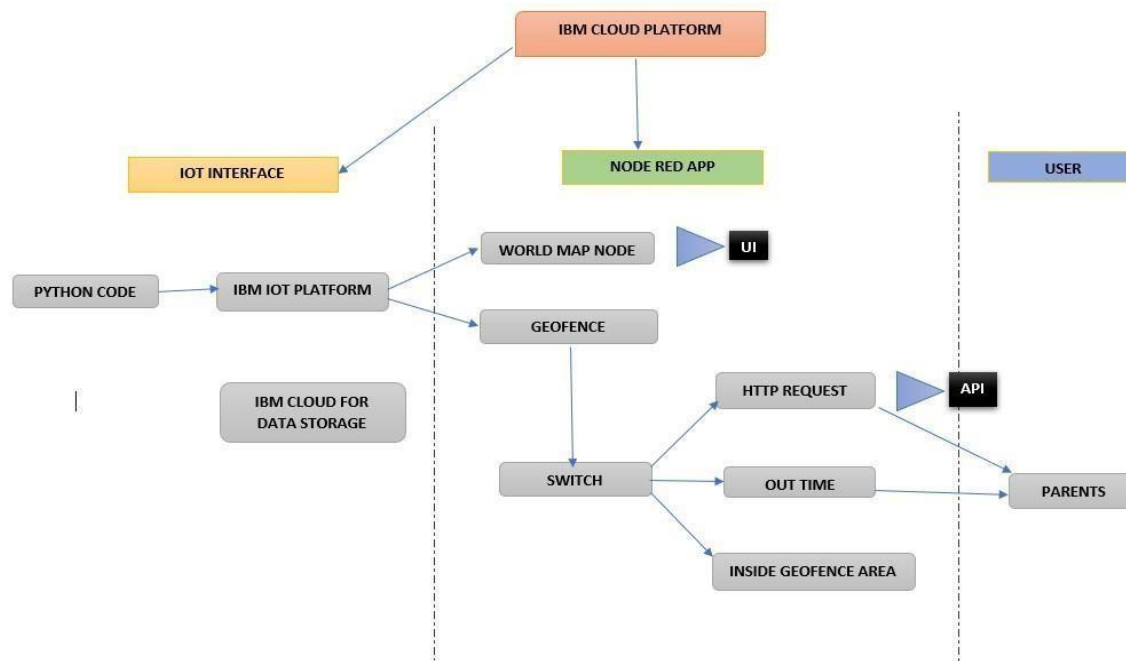 IBM CLOUD PLATFORM
IOT INTERFACE
NODE RED APP
USER
WORLD MAP NODE
UI
PYTHON CODE
IBM IOT PLATFORM
GEOFENCE
HTTP REQUEST
API
IBM CLOUD FOR
DATA STORAGE
SWITCH
OUT TIME
PARENTS
INSIDE GEOFENCE AREA